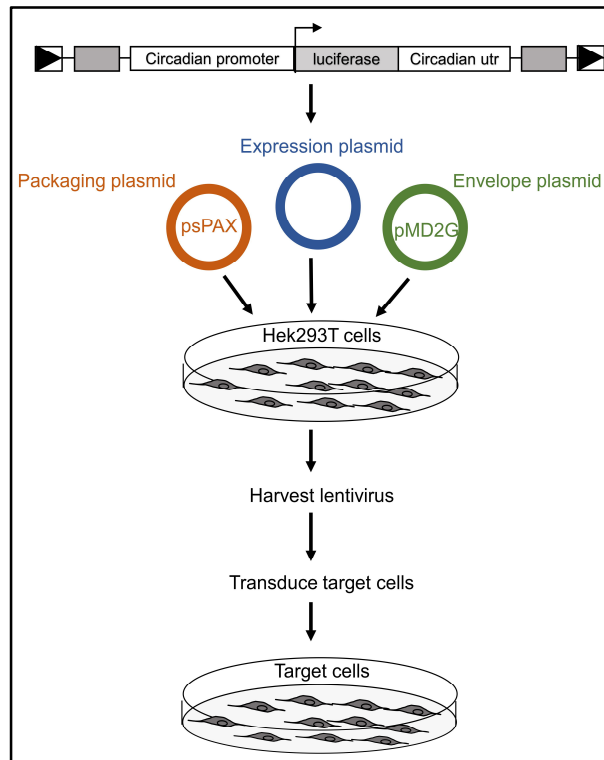 Circadian promoter luciferase Circadian utr
Expression plasmid
Packaging plasmid
Envelope plasmid
psPAX
pMD2G
Hek293T cells
Harvest lentivirus
Transduce target cells
Target cells